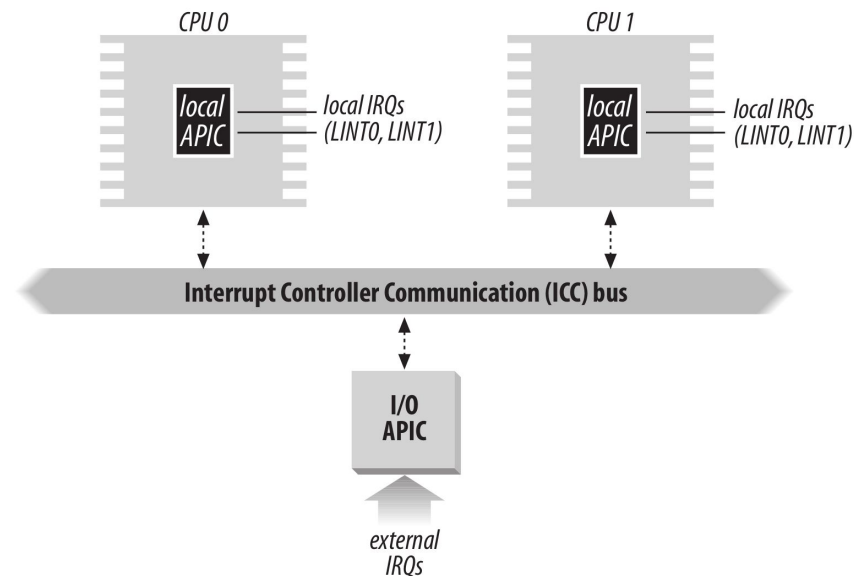 CPU 0
CPU 1
local
APIC
local IRQs
(LINT0, LINT1)
local
APIC
local IRQs
(LINT0, LINT1)
Interrupt Controller Communication (ICC) bus
I/O
APIC
external
IRQs